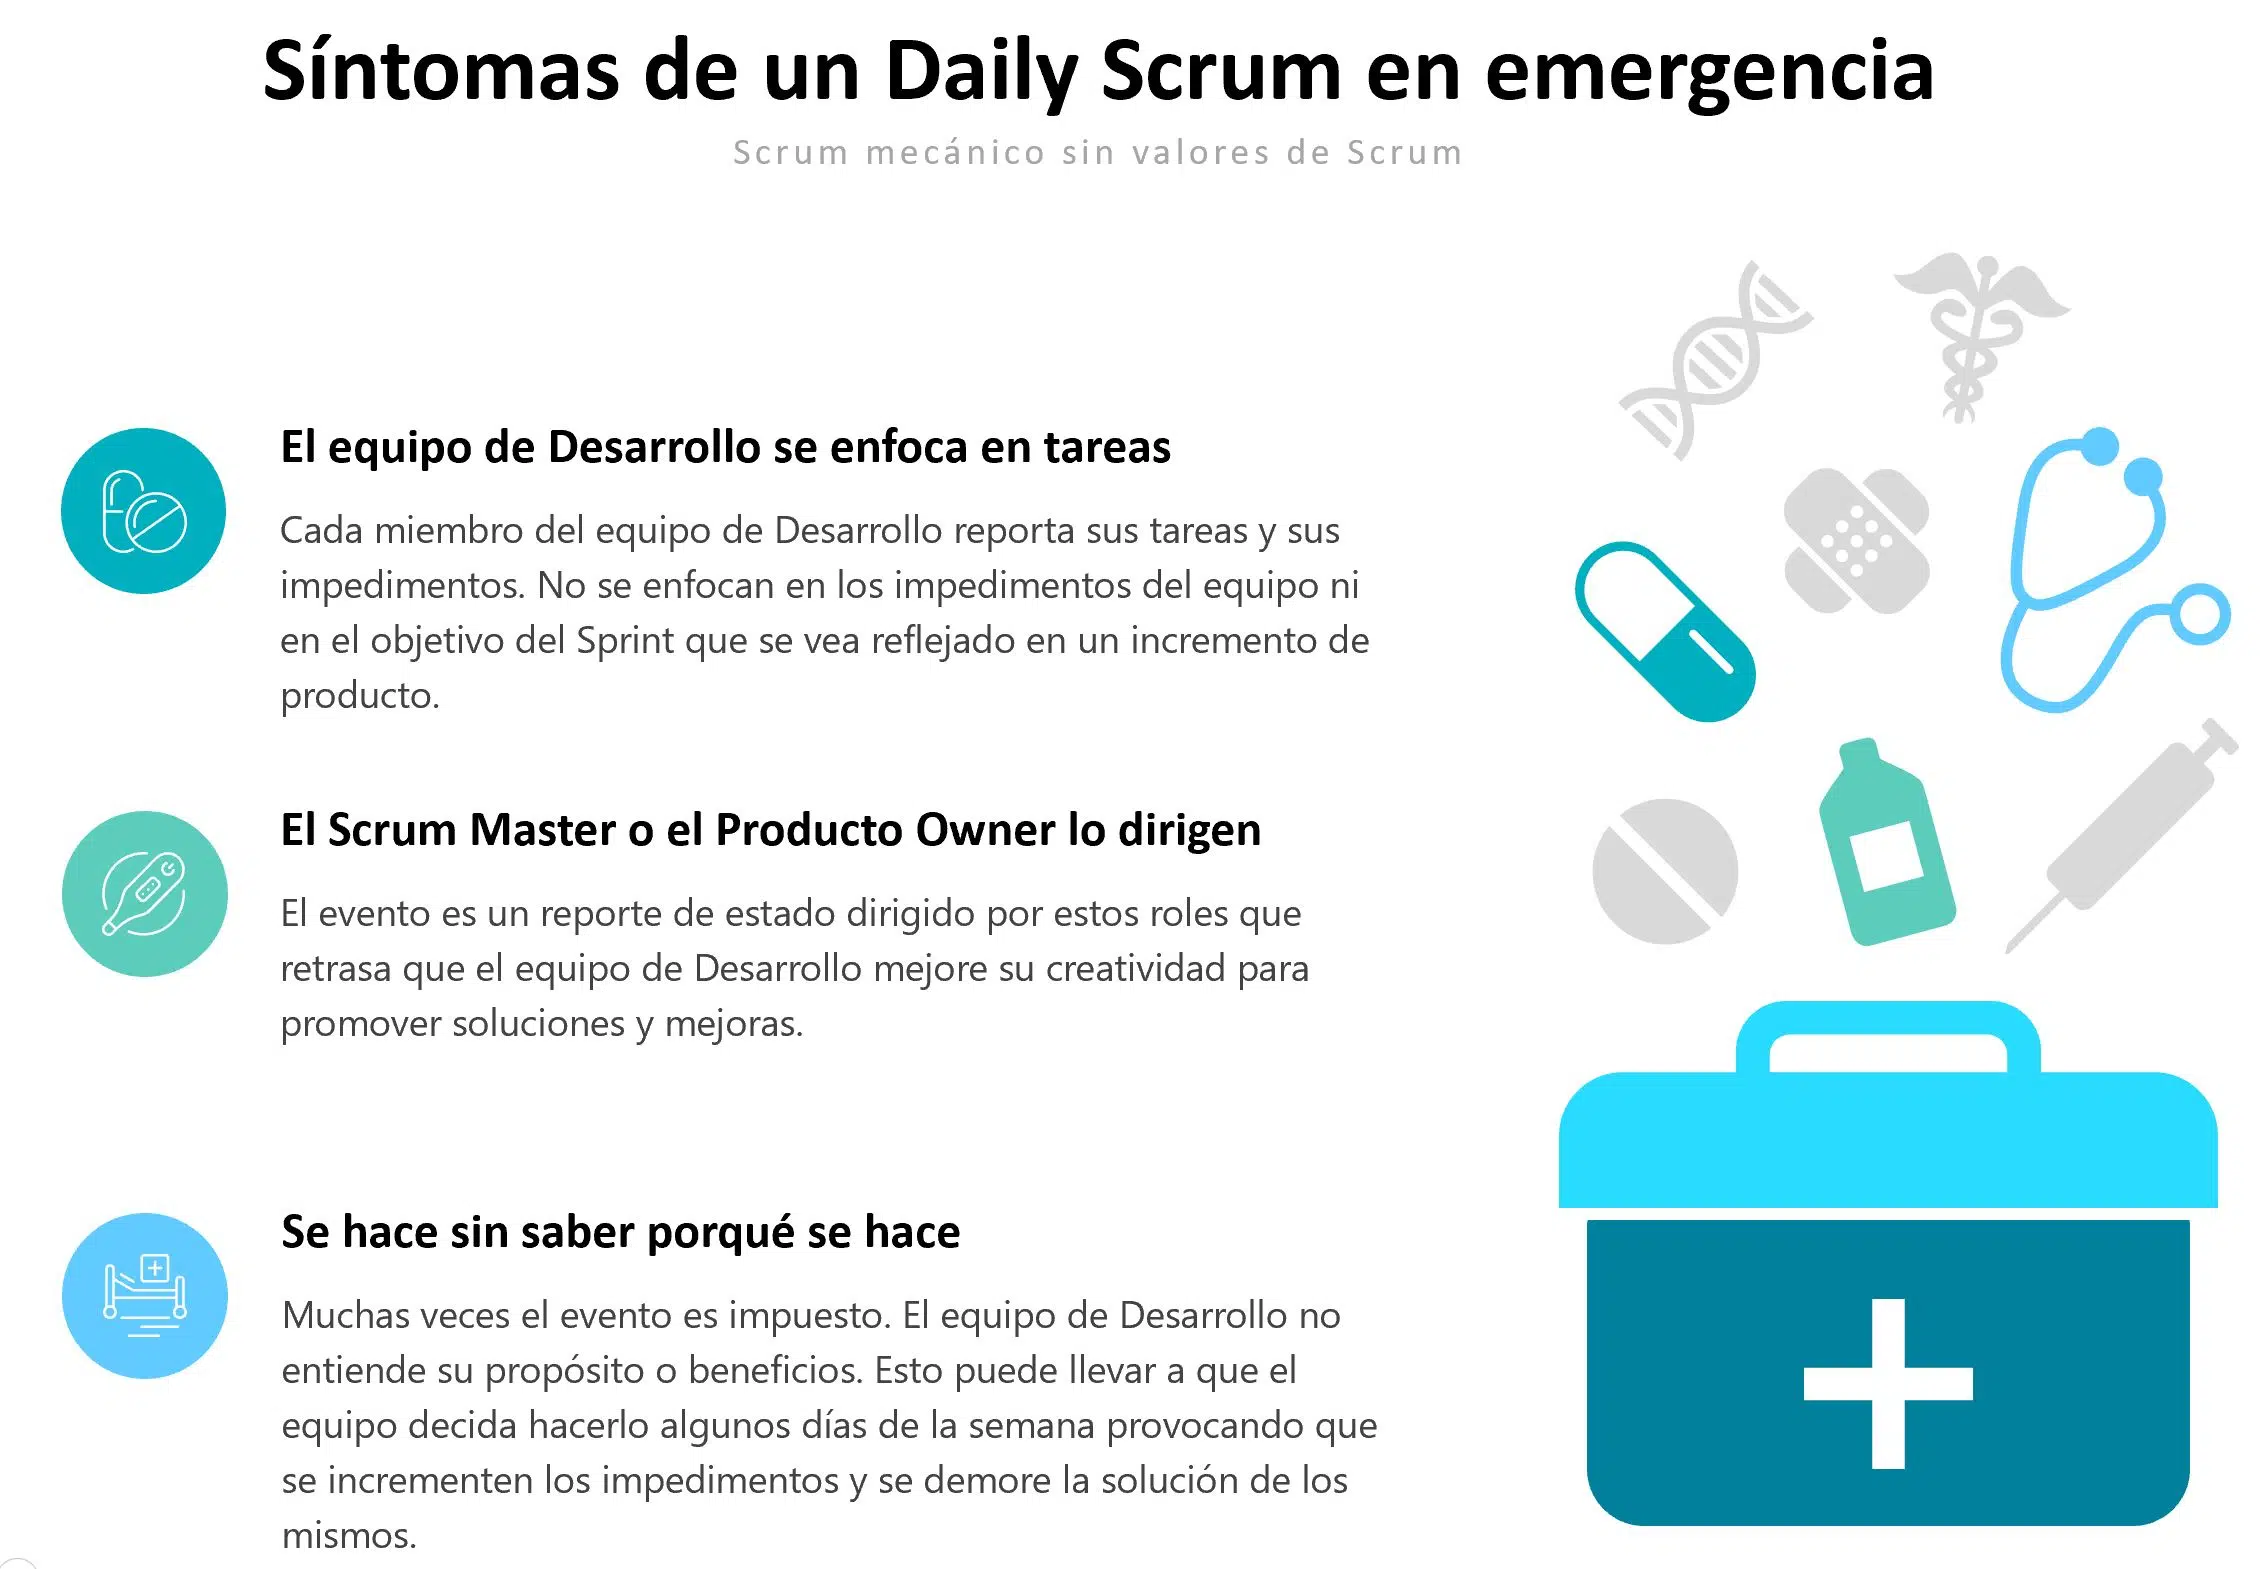 Síntomas de un Daily Scrum en emergencia
Scrum mecánico sin valores de Scrum
El equipo de Desarrollo se enfoca en tareas
Cada miembro del equipo de Desarrollo reporta sus tareas y sus
impedimentos. No se enfocan en los impedimentos del equipo ni
en el objetivo del Sprint que se vea reflejado en un incremento de
producto.
El Scrum Master o el Producto Owner lo dirigen
El evento es un reporte de estado dirigido por estos roles que
retrasa que el equipo de Desarrollo mejore su creatividad para
promover soluciones y mejoras.
Se hace sin saber porqué se hace
Muchas veces el evento es impuesto. El equipo de Desarrollo no
entiende su propósito o beneficios. Esto puede llevar a que el
equipo decida hacerlo algunos días de la semana provocando que
se incrementen los impedimentos y se demore la solución de los
mismos.